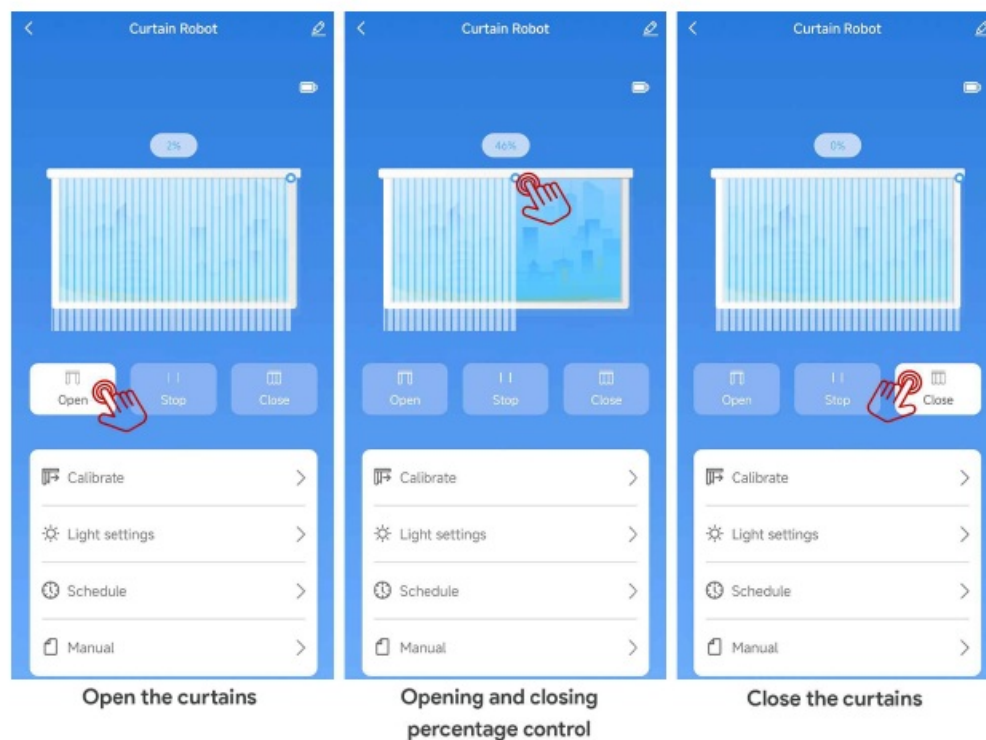 Curtain Robot
2%
Open
Stop
Close
Calibrate
Light settings
Schedule
Manual
Open the curtains
Curtain Robot
46%
Open
Stop
Close
Calibrate
Light settings
Schedule
Manual
Opening and closing
percentage control
Curtain Robot
0%
Open
Stop
Close
Calibrate
Light settings
Schedule
Manual
Close the curtains